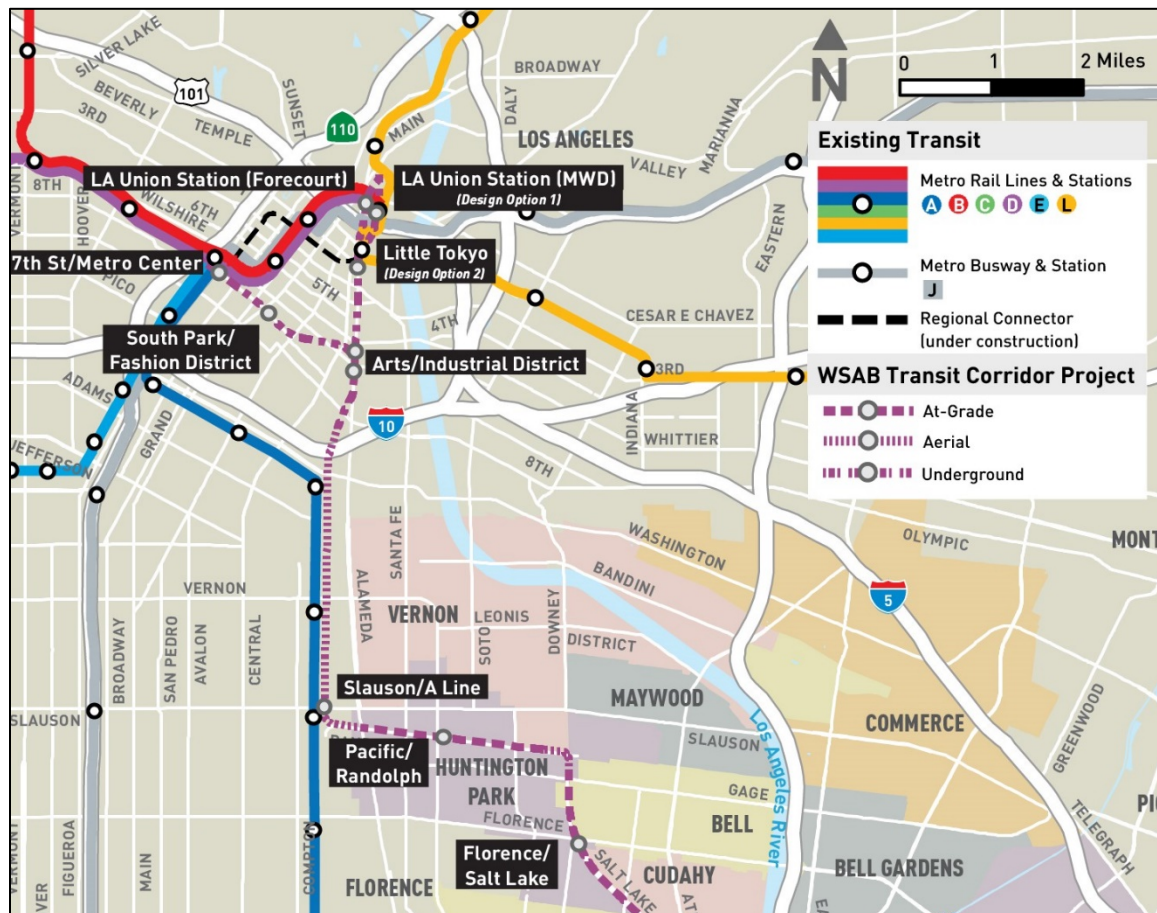 SILVER LAKE
BEVERLY
3RD
TEMPLE
SUNSET
101
110
MAIN
BROADWAY
DALY
LOS ANGELES
VALLEY
MARIANNA
EASTERN
N
0 1 2 Miles
Existing Transit
Metro Rail Lines & Stations
A B C D E L
Metro Busway & Station
J
Regional Connector
(under construction)
WSAB Transit Corridor Project
At-Grade
Aerial
Underground
VERMONT
8TH
HOOVER
WILSHIRE
6TH
LA Union Station (Forecourt)
LA Union Station (MWD)
(Design Option 1)
7th St/Metro Center
Little Tokyo
(Design Option 2)
PICO
5TH
4TH
CESAR E CHAVEZ
South Park/
Fashion District
Arts/Industrial District
3RD
ADAMS
GRAND
JEFFERSON
10
INDIANA
WHITTIER
8TH
OLYMPIC
MONT
WASHINGTON
BANDINI
5
SANTA FE
ALAMEDA
VERNON
VERNON
LEONIS
SOTO
DOWNEY
DISTRICT
BROADWAY
SAN PEDRO
AVALON
CENTRAL
Slauson/A Line
MAYWOOD
COMMERCE
GREENWOOD
SLAUSON
SLAUSON
Los Angeles River
Pacific/
Randolph
HUNTINGTON
PARK
GAGE
FLORENCE
BELL
TELEGRAPH
PI
VERMONT
FIGUEROA
MAIN
COMPTON
Florence/
Salt Lake
SALT LAKE
CUDAHY
BELL GARDENS
FLORENCE